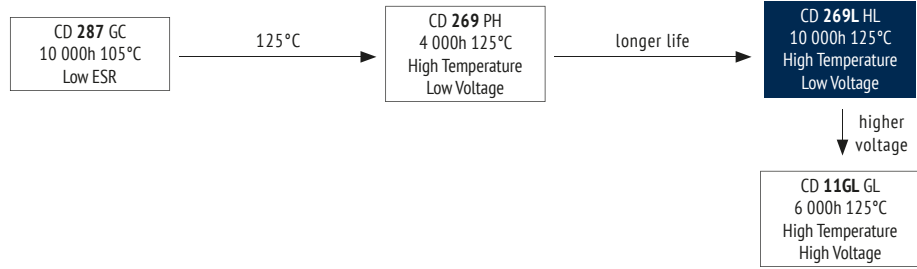 CD 287 GC
10 000h 105°C
Low ESR
125°C
CD 269 PH
4 000h 125°C
High Temperature
Low Voltage
longer life
CD 269L HL
10 000h 125°C
High Temperature
Low Voltage
higher
voltage
CD 11GL GL
6 000h 125°C
High Temperature
High Voltage